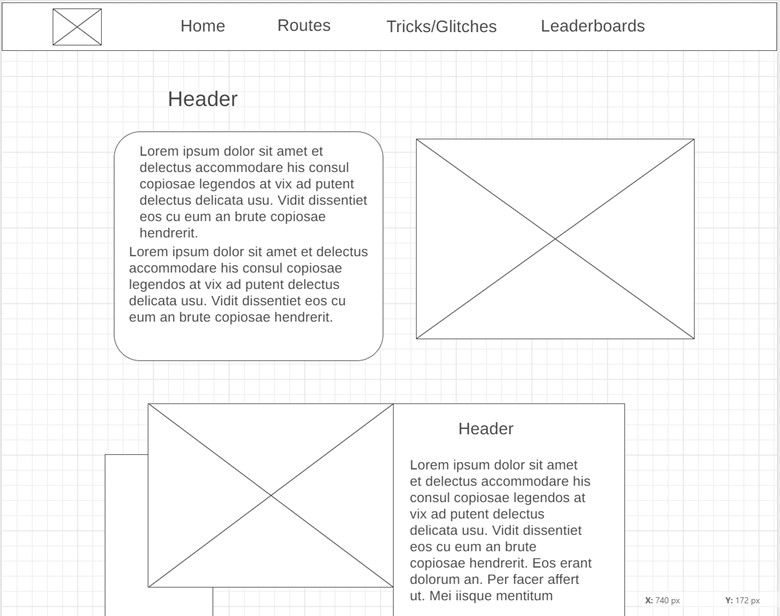 Home Routes Tricks/Glitches Leaderboards
Header
Lorem ipsum dolor sit amet et
delectus accommodare his consul
copiosae legendos at vix ad putent
delectus delicata usu. Vidit dissentiet
eos cu eum an brute copiosae
hendrerit.
Lorem ipsum dolor sit amet et delectus
accommodare his consul copiosae
legendos at vix ad putent delectus
delicata usu. Vidit dissentiet eos cu
eum an brute copiosae hendrerit.
Header
Lorem ipsum dolor sit amet
et delectus accommodare his
consul copiosae legendos at
vix ad putent delectus
delicata usu. Vidit dissentiet
eos cu eum an brute
copiosae hendrerit. Eos erant
dolorum an. Per facer affert
ut. Mei iisque mentitum
X: 740 px Y: 172 px